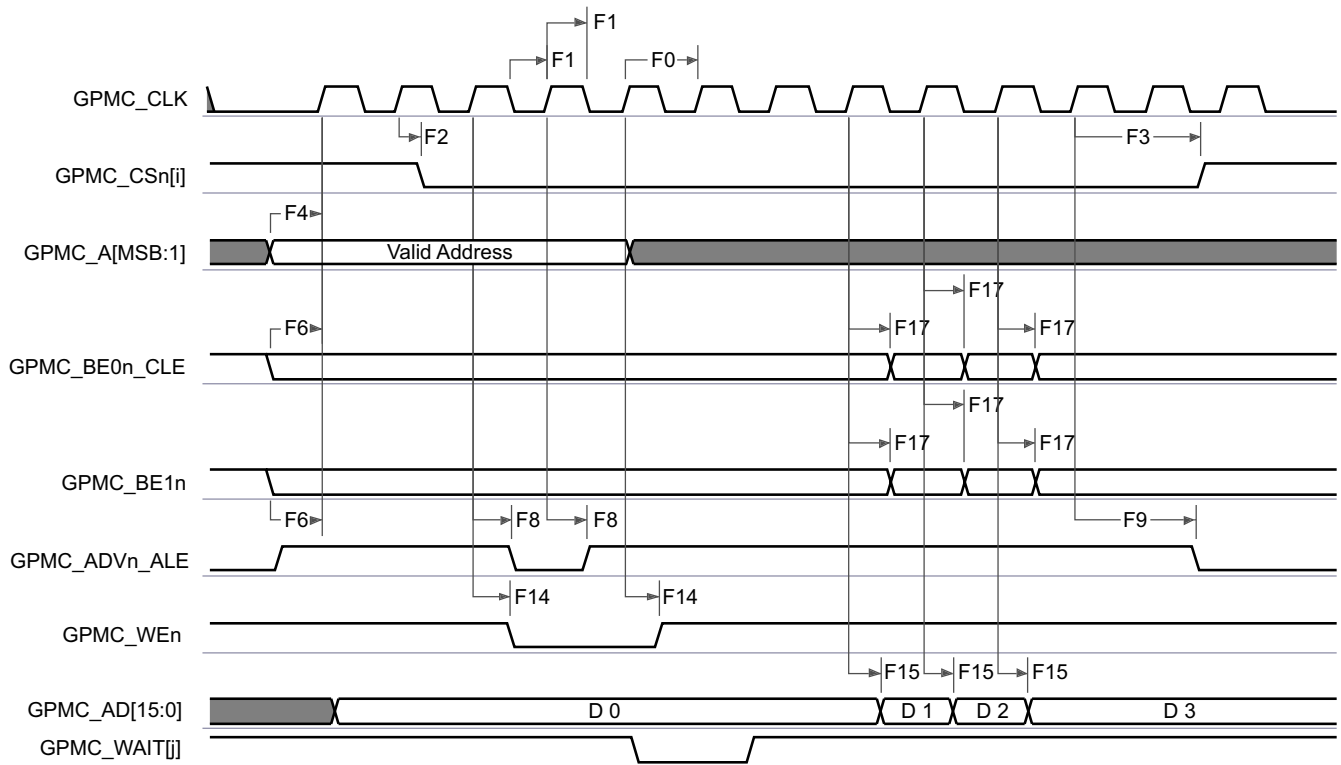 F1
F1
F0
GPMC_CLK
F2
F3
GPMC_CSn[i]
F4
GPMC_A[MSB:1]
Valid Address
F17
F6
F17
F17
GPMC_BE0n_CLE
F17
F17
F17
GPMC_BE1n
F6
F8
F8
F9
GPMC_ADVn_ALE
F14
F14
GPMC_WEn
F15
F15
F15
GPMC_AD[15:0]
D 0
D 1
D 2
D 3
GPMC_WAIT[j]